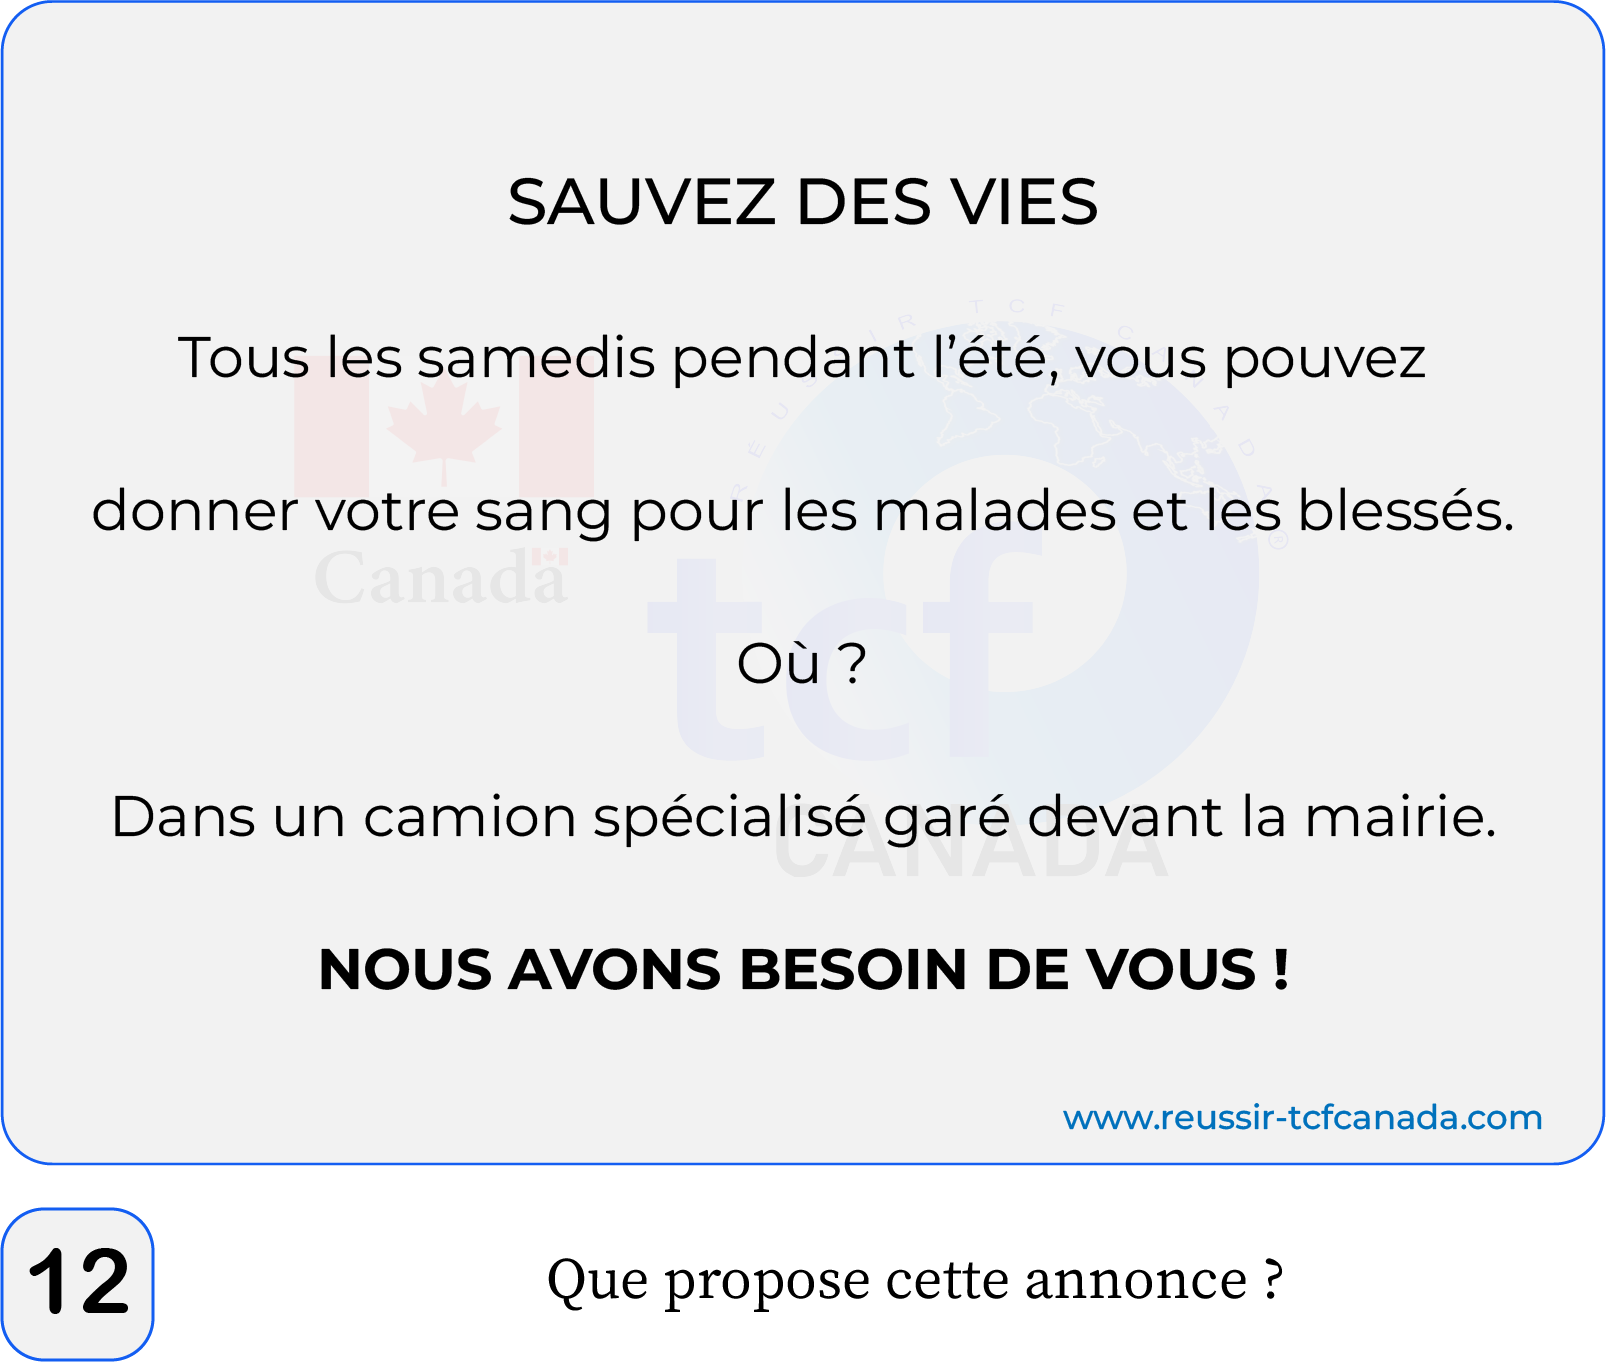 SAUVEZ DES VIES
Tous les samedis pendant l’été, vous pouvez
donner votre sang pour les malades et les blessés.
Où ?
Dans un camion spécialisé garé devant la mairie.
NOUS AVONS BESOIN DE VOUS !
RÉUSSIR TCF CANADA
®
Canada
tcf
CANADA
www.reussir-tcfcanada.com
12
Que propose cette annonce ?